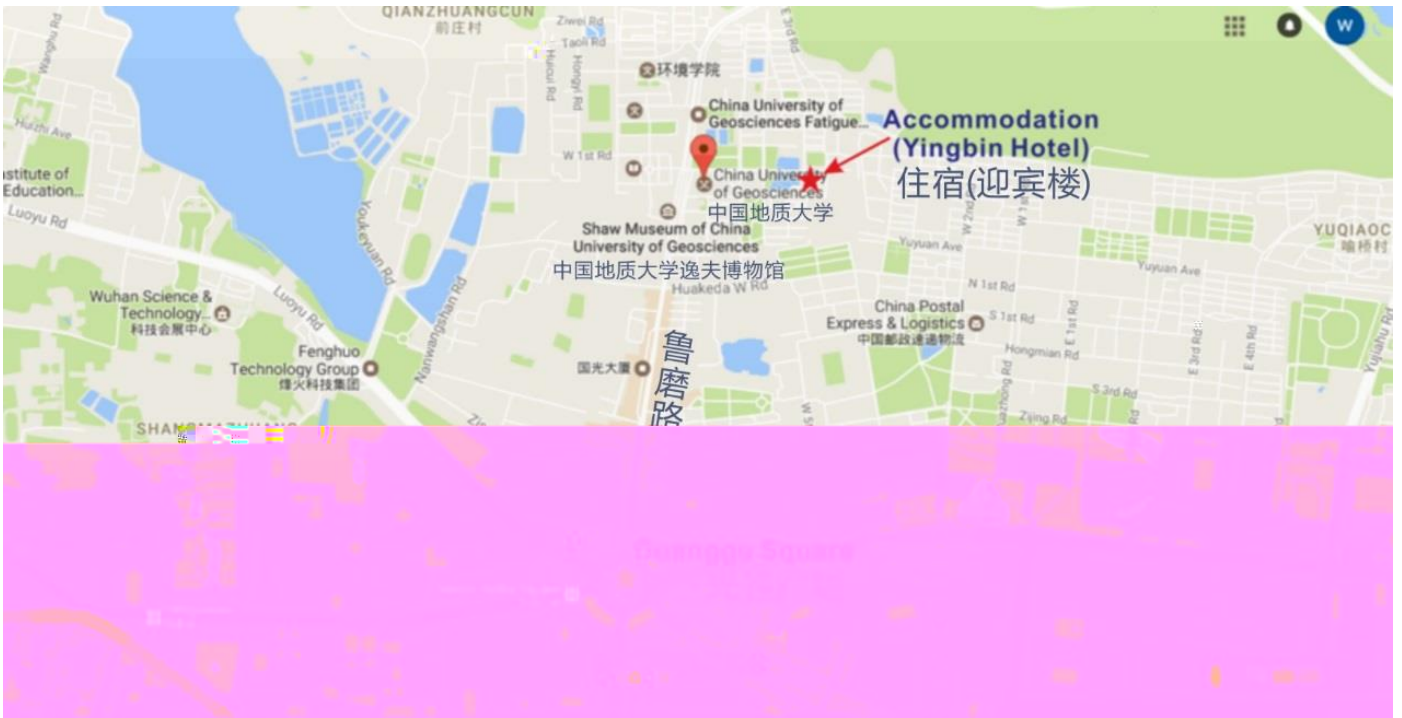 QIANZHUANGCUN
前庄村
Ziwei Rd
Taoli Rd
Huicui Rd
Hongyi Rd
E 3rd Rd
W
Wanghu Rd
环境学院
China University of
Geosciences Fatigue...
Accommodation
(Yingbin Hotel)
住宿(迎宾楼)
Huizhi Ave
W 1st Rd
stitute of
Education...
China University
of Geosciences
中国地质大学
Luoyu Rd
Youkeyuan Rd
Shaw Museum of China
University of Geosciences
中国地质大学逸夫博物馆
W 2nd
W 1st
YUQIAOC
喻桥村
Yuyuan Ave
Yuyuan Ave
Huakeda W Rd
N 1st Rd
Wuhan Science &
Technology...
科技会展中心
Luoyu Rd
Nanwangshan Rd
China Postal
Express & Logistics
中国邮政速递物流
S 1st Rd
E 1st Rd
E 3rd Rd
E 4th Rd
Yujiahu Rd
Hongmian Rd
Fenghuo
Technology Group
烽火科技集团
国光大厦
鲁磨路
S 3rd Rd
Zijing Rd
Rd
Guanggu Square